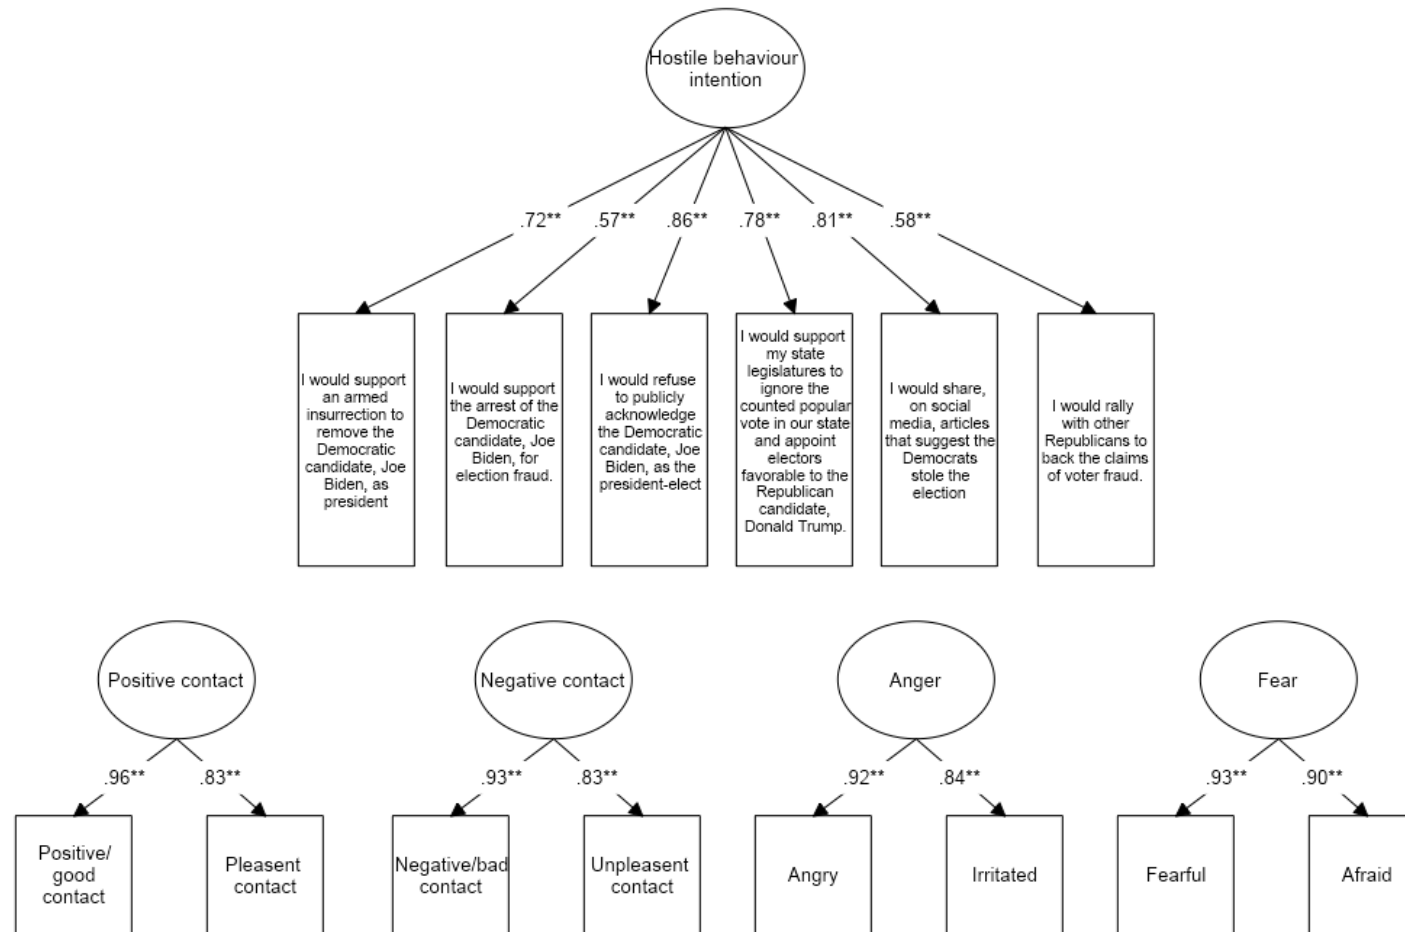 Hostile behaviour
intention
.72**
.57**
.86**
.78**
.81**
.58**
I would support
an armed
insurrection to
remove the
Democratic
candidate, Joe
Biden, as
president
I would support
the arrest of the
Democratic
candidate, Joe
Biden, for
election fraud.
I would refuse
to publicly
acknowledge
the Democratic
candidate, Joe
Biden, as the
president-elect
I would support
my state
legislatures to
ignore the
counted popular
vote in our state
and appoint
electors
favorable to the
Republican
candidate,
Donald Trump.
I would share,
on social
media, articles
that suggest the
Democrats
stole the
election
I would rally
with other
Republicans to
back the claims
of voter fraud.
Positive contact
Negative contact
Anger
Fear
.96**
.83**
.93**
.83**
.92**
.84**
.93**
.90**
Positive/
good
contact
Pleasent
contact
Negative/bad
contact
Unpleasent
contact
Angry
Irritated
Fearful
Afraid